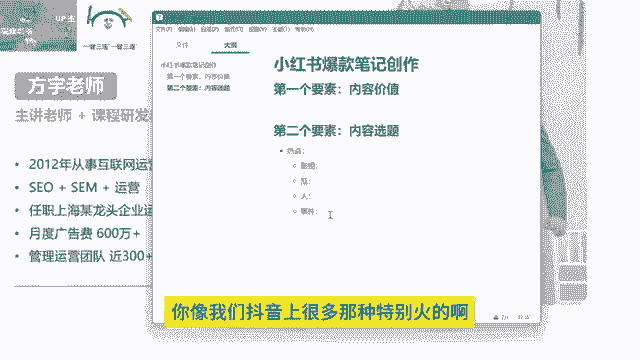 UP主
一键三连 一键三连
方宇老师
主讲老师 + 课程研发
• 2012年从事互联网运营
• SEO + SEM + 运营
• 任职上海某龙头企业运
• 月度广告费 600万+
• 管理运营团队 近300+
文件
大纲
小红书爆款笔记创作
第一个要素：内容价值
第二个要素：内容选题
小红书爆款笔记创作
第一个要素：内容价值
第二个要素：内容选题
• 热点：
人：
事件：
你像我们抖音上很多那种特别火的啊